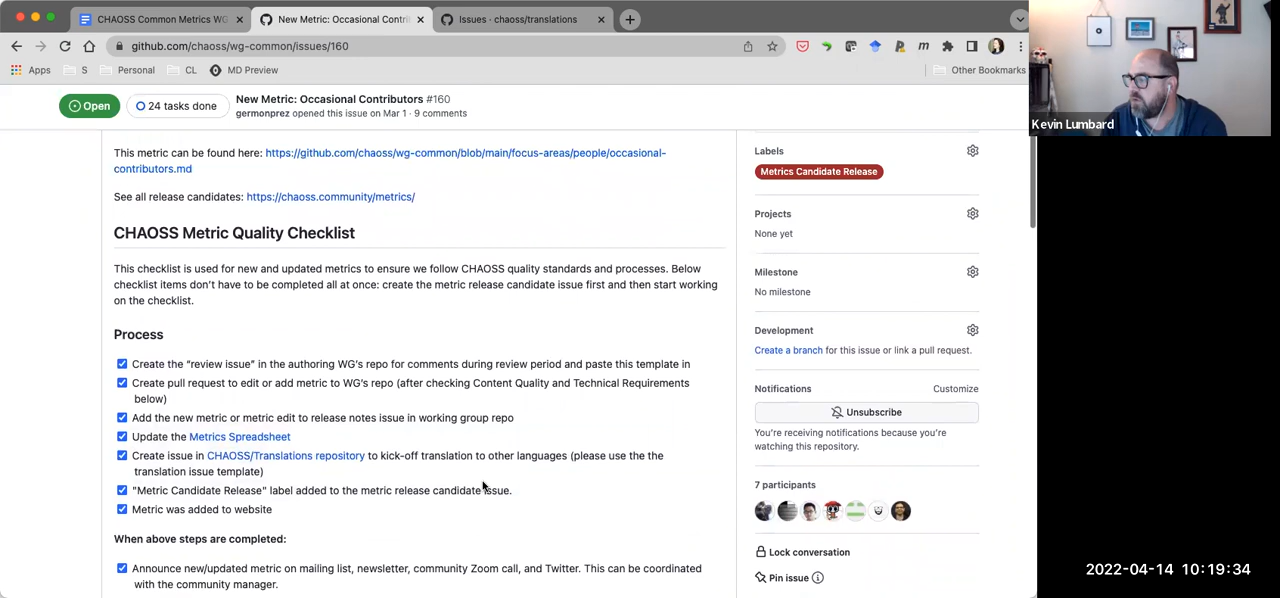 CHAOSS Common Metrics WG
New Metric: Occasional Contri
Issues · chaoss/translations
github.com/chaoss/wg-common/issues/160
Apps
S
Personal
CL
MD Preview
Other Bookmarks
Kevin Lumbard
Open
24 tasks done
New Metric: Occasional Contributors #160
germonprez opened this issue on Mar 1 · 9 comments
This metric can be found here: https://github.com/chaoss/wg-common/blob/main/focus-areas/people/occasional-
contributors.md
See all release candidates: https://chaoss.community/metrics/
CHAOSS Metric Quality Checklist
This checklist is used for new and updated metrics to ensure we follow CHAOSS quality standards and processes. Below
checklist items don't have to be completed all at once: create the metric release candidate issue first and then start working
on the checklist.
Process
Create the “review issue” in the authoring WG's repo for comments during review period and paste this template in
Create pull request to edit or add metric to WG's repo (after checking Content Quality and Technical Requirements
below)
Add the new metric or metric edit to release notes issue in working group repo
Update the Metrics Spreadsheet
Create issue in CHAOSS/Translations repository to kick-off translation to other languages (please use the the
translation issue template)
"Metric Candidate Release" label added to the metric release candidate issue.
Metric was added to website
When above steps are completed:
Announce new/updated metric on mailing list, newsletter, community Zoom call, and Twitter. This can be coordinated
with the community manager.
Labels
Metrics Candidate Release
Projects
None yet
Milestone
No milestone
Development
Create a branch for this issue or link a pull request.
Notifications
Customize
Unsubscribe
You're receiving notifications because you're
watching this repository.
7 participants
Lock conversation
Pin issue
2022-04-14 10:19:34